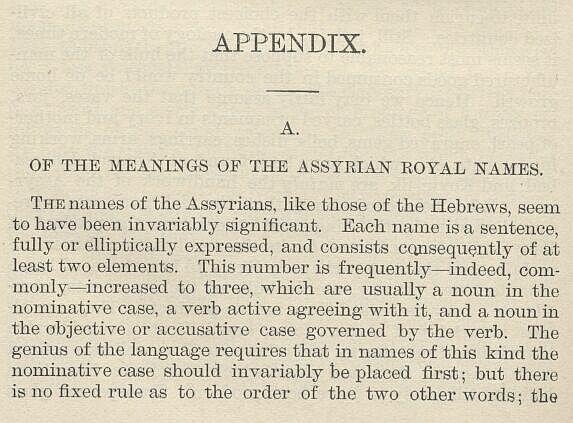 APPENDIX.
A.
OF THE MEANINGS OF THE ASSYRIAN ROYAL NAMES.
THE names of the Assyrians, like those of the Hebrews, seem
to have been invariably significant. Each name is a sentence,
fully or elliptically expressed, and consists consequently of at
least two elements. This number is frequently—indeed, com-
monly—increased to three, which are usually a noun in the
nominative case, a verb active agreeing with it, and a noun in
the objective or accusative case governed by the verb. The
genius of the language requires that in names of this kind the
nominative case should invariably be placed first; but there
is no fixed rule as to the order of the two other words; the